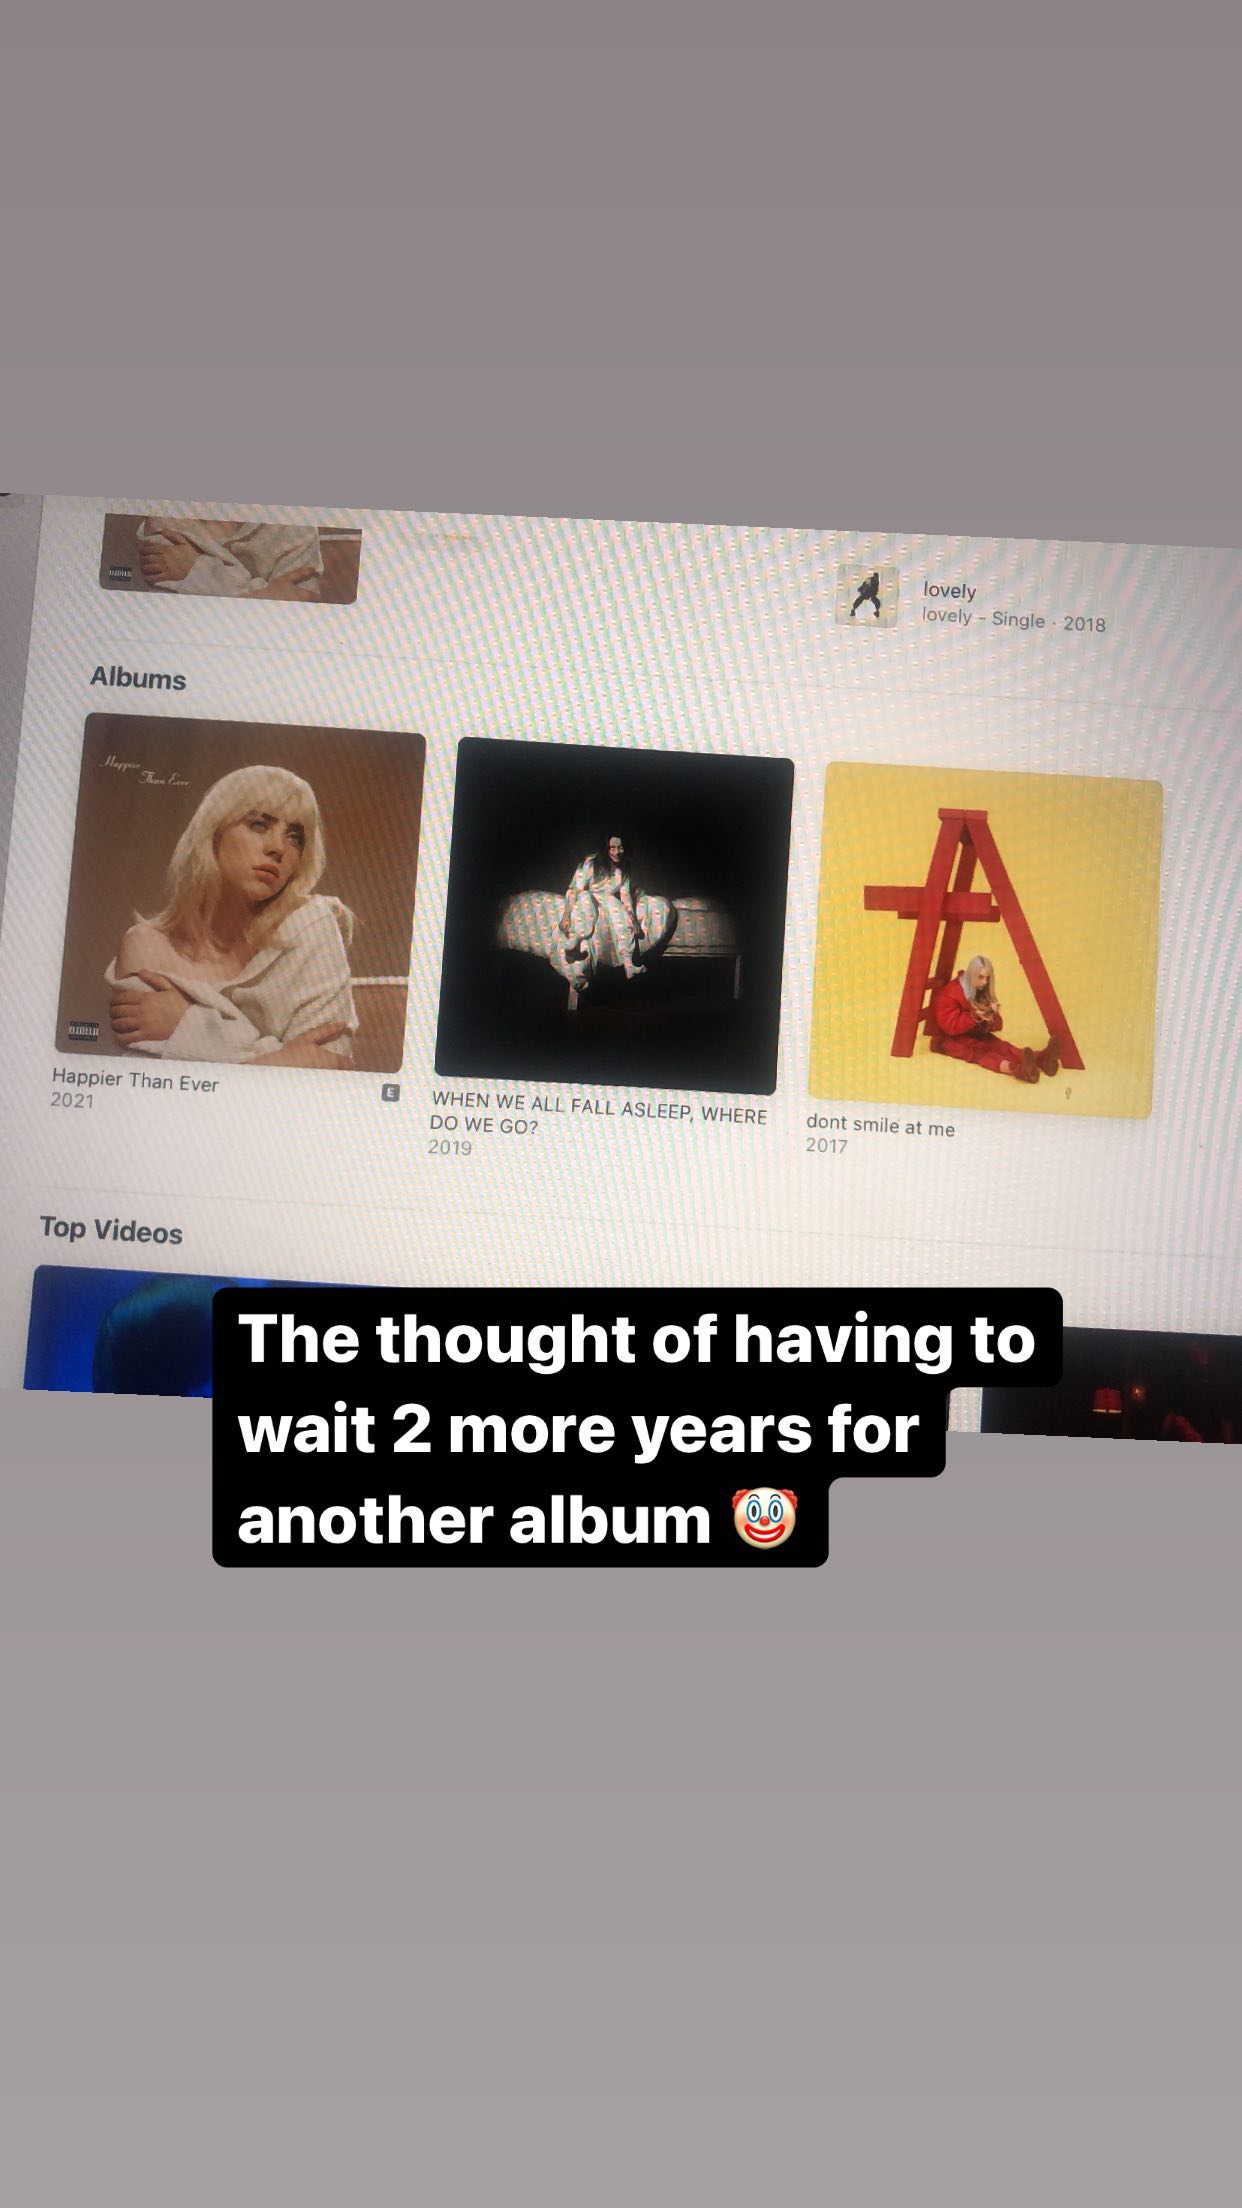 lovely
lovely - Single · 2018
Albums
Happier
Than Ever
Happier Than Ever
2021
E
WHEN WE ALL FALL ASLEEP, WHERE
DO WE GO?
2019
dont smile at me
2017
Top Videos
The thought of having to
wait 2 more years for
another album 🤡